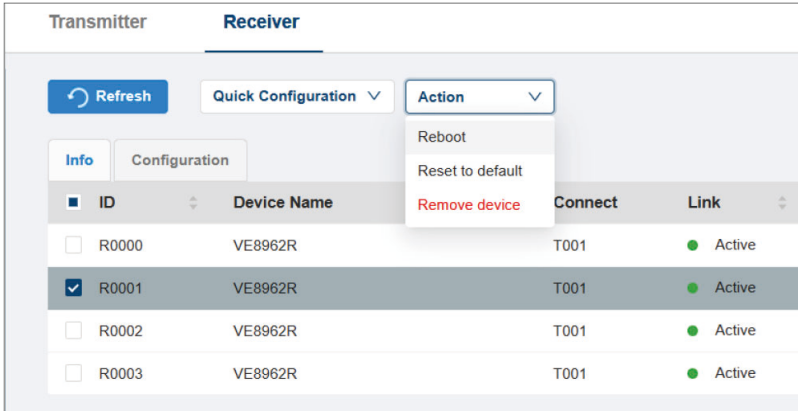 Transmitter Receiver
Refresh Quick Configuration Action
Reboot
Info Configuration Reset to default
ID Device Name Remove device Connect Link
R0000 VE8962R T001 Active
R0001 VE8962R T001 Active
R0002 VE8962R T001 Active
R0003 VE8962R T001 Active